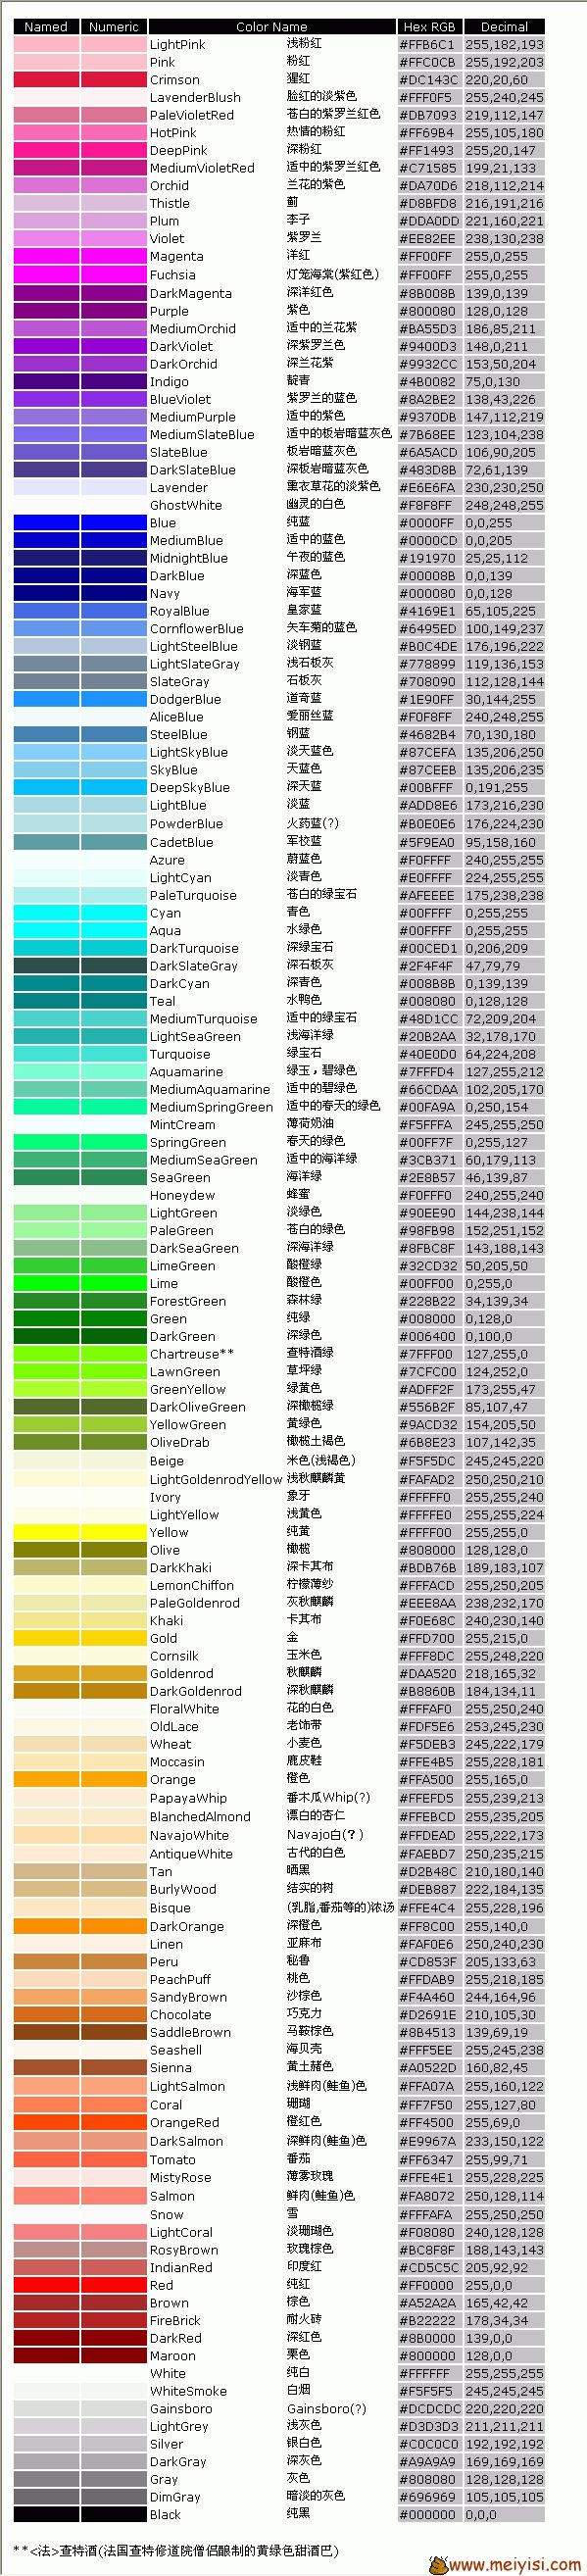 Named Numeric Color Name Hex RGB Decimal
LightPink 浅粉红 #FFB6C1 255,182,193
Pink 粉红 #FFC0CB 255,192,203
Crimson 猩红 #DC143C 220,20,60
LavenderBlush 脸红的淡紫色 #FFF0F5 255,240,245
PaleVioletRed 苍白的紫罗兰红色 #DB7093 219,112,147
HotPink 热情的粉红 #FF69B4 255,105,180
DeepPink 深粉红 #FF1493 255,20,147
MediumVioletRed 适中的紫罗兰红色 #C71585 199,21,133
Orchid 兰花的紫色 #DA70D6 218,112,214
Thistle 蓟 #D8BFD8 216,191,216
Plum 李子 #DDA0DD 221,160,221
Violet 紫罗兰 #EE82EE 238,130,238
Magenta 洋红 #FF00FF 255,0,255
Fuchsia 灯笼海棠(紫红色) #FF00FF 255,0,255
DarkMagenta 深洋红色 #8B008B 139,0,139
Purple 紫色 #800080 128,0,128
MediumOrchid 适中的兰花紫 #BA55D3 186,85,211
DarkViolet 深紫罗兰色 #9400D3 148,0,211
DarkOrchid 深兰花紫 #9932CC 153,50,204
Indigo 靛青 #4B0082 75,0,130
BlueViolet 紫罗兰的蓝色 #8A2BE2 138,43,226
MediumPurple 适中的紫色 #9370DB 147,112,219
MediumSlateBlue 适中的板岩暗蓝灰色 #7B68EE 123,104,238
SlateBlue 板岩暗蓝灰色 #6A5ACD 106,90,205
DarkSlateBlue 深板岩暗蓝灰色 #483D8B 72,61,139
Lavender 薰衣草花的淡紫色 #E6E6FA 230,230,250
GhostWhite 幽灵的白色 #F8F8FF 248,248,255
Blue 纯蓝 #0000FF 0,0,255
MediumBlue 适中的蓝色 #0000CD 0,0,205
MidnightBlue 午夜的蓝色 #191970 25,25,112
DarkBlue 深蓝色 #00008B 0,0,139
Navy 海军蓝 #000080 0,0,128
RoyalBlue 皇家蓝 #4169E1 65,105,225
CornflowerBlue 矢车菊的蓝色 #6495ED 100,149,237
LightSteelBlue 淡钢蓝 #B0C4DE 176,196,222
LightSlateGray 浅石板灰 #778899 119,136,153
SlateGray 石板灰 #708090 112,128,144
DodgerBlue 道奇蓝 #1E90FF 30,144,255
AliceBlue 爱丽丝蓝 #F0F8FF 240,248,255
SteelBlue 钢蓝 #4682B4 70,130,180
LightSkyBlue 淡天蓝色 #87CEFA 135,206,250
SkyBlue 天蓝色 #87CEEB 135,206,235
DeepSkyBlue 深天蓝 #00BFFF 0,191,255
LightBlue 淡蓝 #ADD8E6 173,216,230
PowderBlue 火药蓝(?) #B0E0E6 176,224,230
CadetBlue 军校蓝 #5F9EA0 95,158,160
Azure 蔚蓝色 #F0FFFF 240,255,255
LightCyan 淡青色 #E0FFFF 224,255,255
PaleTurquoise 苍白的绿宝石 #AFEEEE 175,238,238
Cyan 青色 #00FFFF 0,255,255
Aqua 水绿色 #00FFFF 0,255,255
DarkTurquoise 深绿宝石 #00CED1 0,206,209
DarkSlateGray 深石板灰 #2F4F4F 47,79,79
DarkCyan 深青色 #008B8B 0,139,139
Teal 水鸭色 #008080 0,128,128
MediumTurquoise 适中的绿宝石 #48D1CC 72,209,204
LightSeaGreen 浅海洋绿 #20B2AA 32,178,170
Turquoise 绿宝石 #40E0D0 64,224,208
Aquamarine 绿玉，碧绿色 #7FFFD4 127,255,212
MediumAquamarine 适中的碧绿色 #66CDAA 102,205,170
MediumSpringGreen 适中的春天的绿色 #00FA9A 0,250,154
MintCream 薄荷奶油 #F5FFFA 245,255,250
SpringGreen 春天的绿色 #00FF7F 0,255,127
MediumSeaGreen 适中的海洋绿 #3CB371 60,179,113
SeaGreen 海洋绿 #2E8B57 46,139,87
Honeydew 蜂蜜 #F0FFF0 240,255,240
LightGreen 淡绿色 #90EE90 144,238,144
PaleGreen 苍白的绿色 #98FB98 152,251,152
DarkSeaGreen 深海洋绿 #8FBC8F 143,188,143
LimeGreen 酸橙绿 #32CD32 50,205,50
Lime 酸橙色 #00FF00 0,255,0
ForestGreen 森林绿 #228B22 34,139,34
Green 纯绿 #008000 0,128,0
DarkGreen 深绿色 #006400 0,100,0
Chartreuse** 查特酒绿 #7FFF00 127,255,0
LawnGreen 草坪绿 #7CFC00 124,252,0
GreenYellow 绿黄色 #ADFF2F 173,255,47
DarkOliveGreen 深橄榄绿 #556B2F 85,107,47
YellowGreen 黄绿色 #9ACD32 154,205,50
OliveDrab 橄榄土褐色 #6B8E23 107,142,35
Beige 米色(浅褐色) #F5F5DC 245,245,220
LightGoldenrodYellow 浅秋麒麟黄 #FAFAD2 250,250,210
Ivory 象牙 #FFFFF0 255,255,240
LightYellow 浅黄色 #FFFFE0 255,255,224
Yellow 纯黄 #FFFF00 255,255,0
Olive 橄榄 #808000 128,128,0
DarkKhaki 深卡其布 #BDB76B 189,183,107
LemonChiffon 柠檬薄纱 #FFFACD 255,250,205
PaleGoldenrod 灰秋麒麟 #EEE8AA 238,232,170
Khaki 卡其布 #F0E68C 240,230,140
Gold 金 #FFD700 255,215,0
Cornsilk 玉米色 #FFF8DC 255,248,220
Goldenrod 秋麒麟 #DAA520 218,165,32
DarkGoldenrod 深秋麒麟 #B8860B 184,134,11
FloralWhite 花的白色 #FFFAF0 255,250,240
OldLace 老饰带 #FDF5E6 253,245,230
Wheat 小麦色 #F5DEB3 245,222,179
Moccasin 鹿皮鞋 #FFE4B5 255,228,181
Orange 橙色 #FFA500 255,165,0
PapayaWhip 番木瓜Whip(?) #FFEFD5 255,239,213
BlanchedAlmond 漂白的杏仁 #FFEBCD 255,235,205
NavajoWhite Navajo白(？) #FFDEAD 255,222,173
AntiqueWhite 古代的白色 #FAEBD7 250,235,215
Tan 晒黑 #D2B48C 210,180,140
BurlyWood 结实的树 #DEB887 222,184,135
Bisque (乳脂,番茄等的)浓汤 #FFE4C4 255,228,196
DarkOrange 深橙色 #FF8C00 255,140,0
Linen 亚麻布 #FAF0E6 250,240,230
Peru 秘鲁 #CD853F 205,133,63
PeachPuff 桃色 #FFDAB9 255,218,185
SandyBrown 沙棕色 #F4A460 244,164,96
Chocolate 巧克力 #D2691E 210,105,30
SaddleBrown 马鞍棕色 #8B4513 139,69,19
Seashell 海贝壳 #FFF5EE 255,245,238
Sienna 黄土赭色 #A0522D 160,82,45
LightSalmon 浅鲜肉(鲑鱼)色 #FFA07A 255,160,122
Coral 珊瑚 #FF7F50 255,127,80
OrangeRed 橙红色 #FF4500 255,69,0
DarkSalmon 深鲜肉(鲑鱼)色 #E9967A 233,150,122
Tomato 番茄 #FF6347 255,99,71
MistyRose 薄雾玫瑰 #FFE4E1 255,228,225
Salmon 鲜肉(鲑鱼)色 #FA8072 250,128,114
Snow 雪 #FFFAFA 255,250,250
LightCoral 淡珊瑚色 #F08080 240,128,128
RosyBrown 玫瑰棕色 #BC8F8F 188,143,143
IndianRed 印度红 #CD5C5C 205,92,92
Red 纯红 #FF0000 255,0,0
Brown 棕色 #A52A2A 165,42,42
FireBrick 耐火砖 #B22222 178,34,34
DarkRed 深红色 #8B0000 139,0,0
Maroon 栗色 #800000 128,0,0
White 纯白 #FFFFFF 255,255,255
WhiteSmoke 白烟 #F5F5F5 245,245,245
Gainsboro Gainsboro(?) #DCDCDC 220,220,220
LightGrey 浅灰色 #D3D3D3 211,211,211
Silver 银白色 #C0C0C0 192,192,192
DarkGray 深灰色 #A9A9A9 169,169,169
Gray 灰色 #808080 128,128,128
DimGray 暗淡的灰色 #696969 105,105,105
Black 纯黑 #000000 0,0,0
**<法>查特酒(法国查特修道院僧侣酿制的黄绿色甜酒巴)
www.meiyisi.com